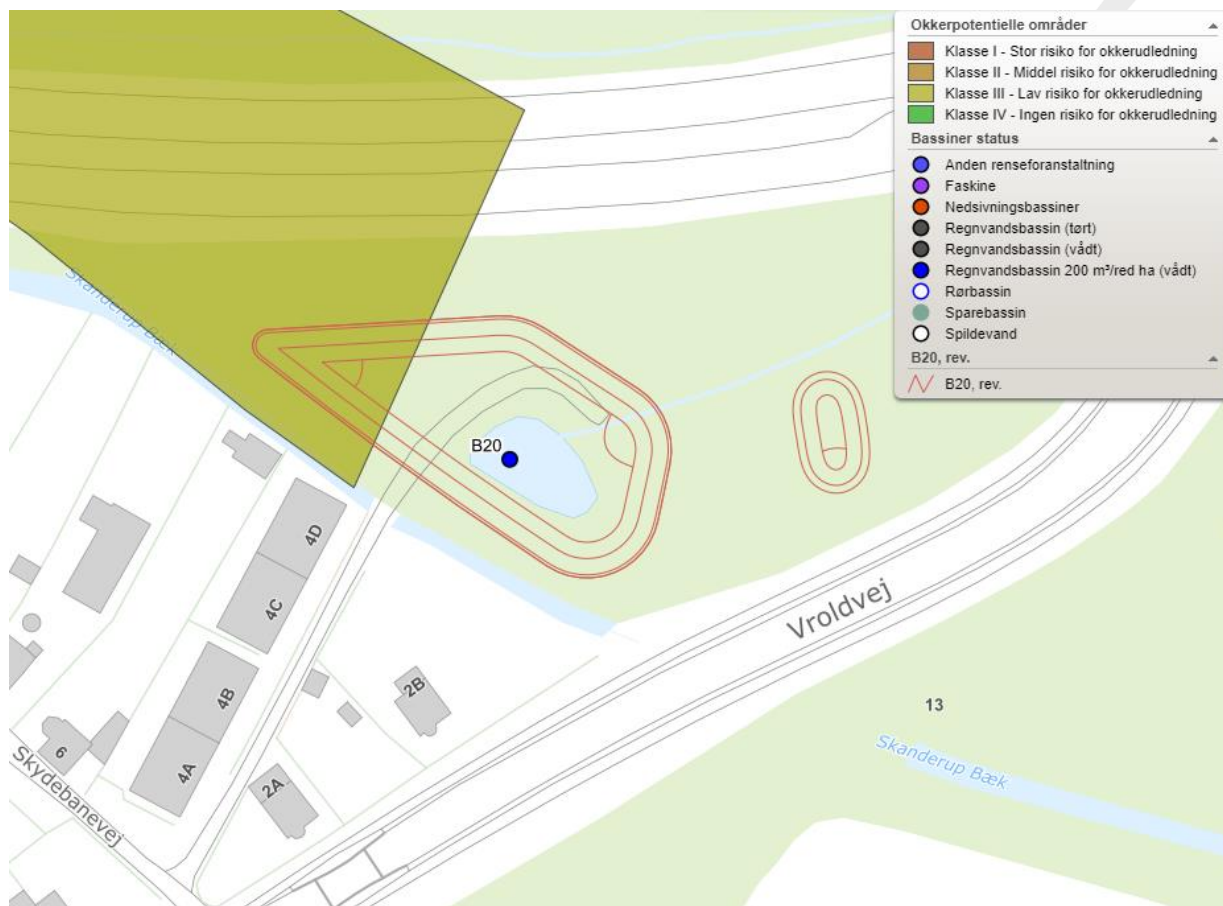 Okkerpotentielle områder
Klasse I - Stor risiko for okkerudledning
Klasse II - Middel risiko for okkerudledning
Klasse III - Lav risiko for okkerudledning
Klasse IV - Ingen risiko for okkerudledning
Bassiner status
Anden renseforanstaltning
Faskine
Nedsivningsbassiner
Regnvandsbassin (tørt)
Regnvandsbassin (vådt)
Regnvandsbassin 200 m³/red ha (vådt)
Rørbassin
Sparebassin
Spildevand
B20, rev.
B20, rev.
Skanderup Bæk
B20
4D
4C
4B
4A
6
2B
2A
Skydebanevej
Vroldvej
13
Skanderup Bæk